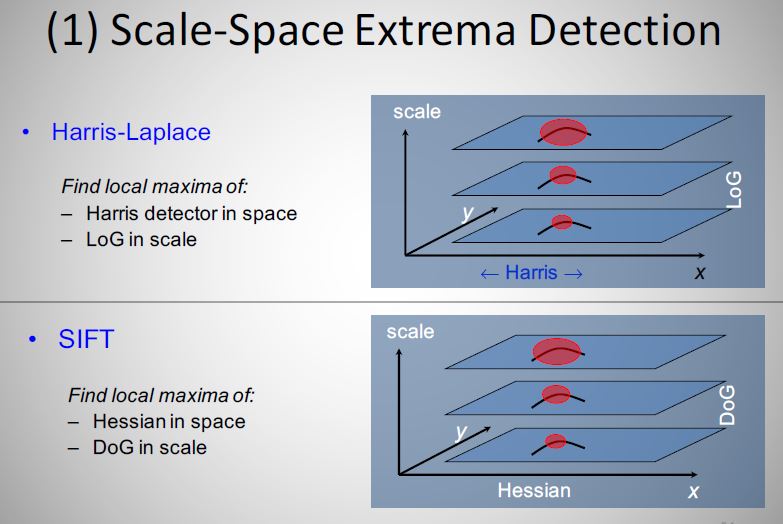 (1) Scale-Space Extrema Detection
• Harris-Laplace
Find local maxima of:
– Harris detector in space
– LoG in scale
scale
y
LoG
← Harris →
x
• SIFT
Find local maxima of:
– Hessian in space
– DoG in scale
scale
y
DoG
Hessian
x